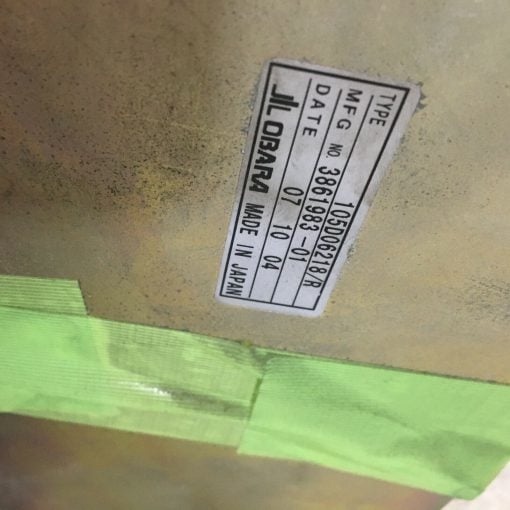 TYPE 105D06218/R
MFG NO. 3861983-01
DATE 07 10 04
OBARA MADE IN JAPAN